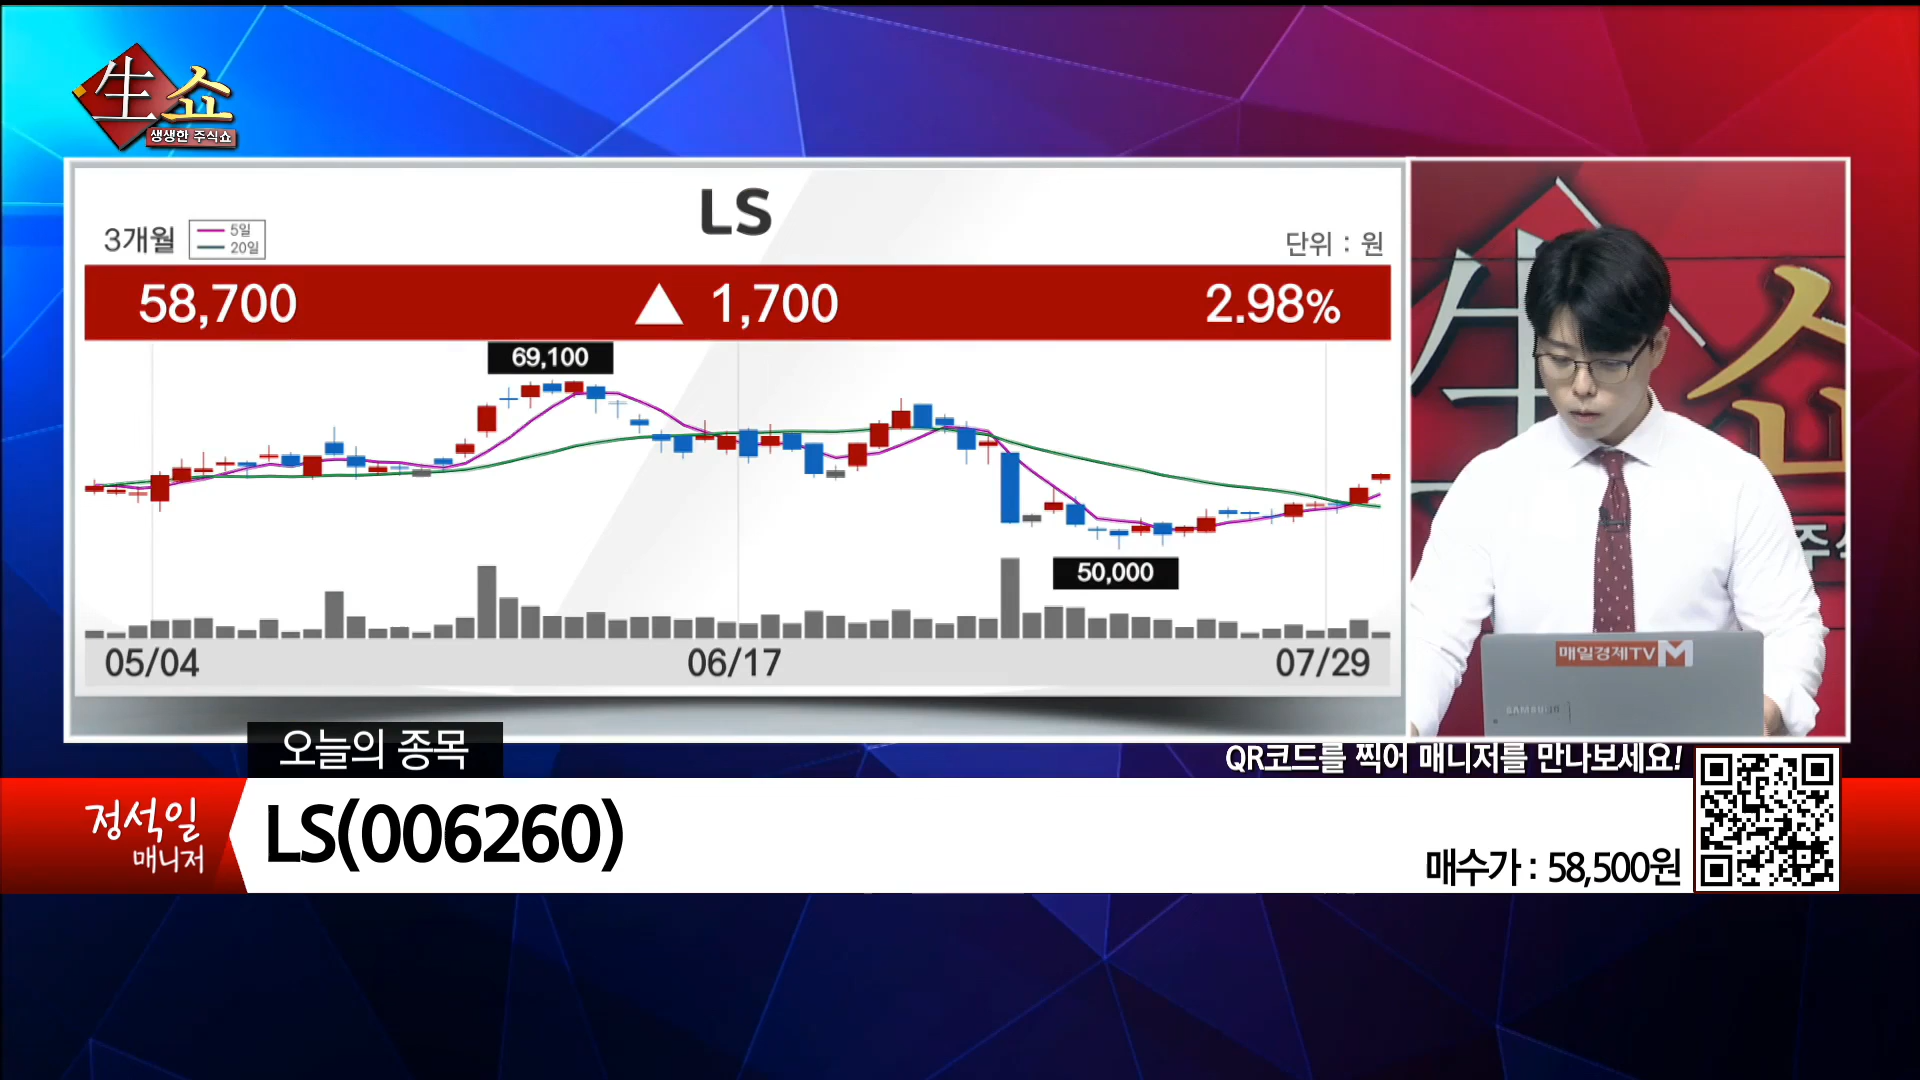 生쇼
생생한 주식쇼
LS
3개월
5일
20일
단위 : 원
58,700 ▲ 1,700 2.98%
69,100
50,000
05/04 06/17 07/29
매일경제TV M
SAMSUNG
오늘의 종목
QR코드를 찍어 매니저를 만나보세요!
정석일
매니저
LS(006260)
매수가 : 58,500원